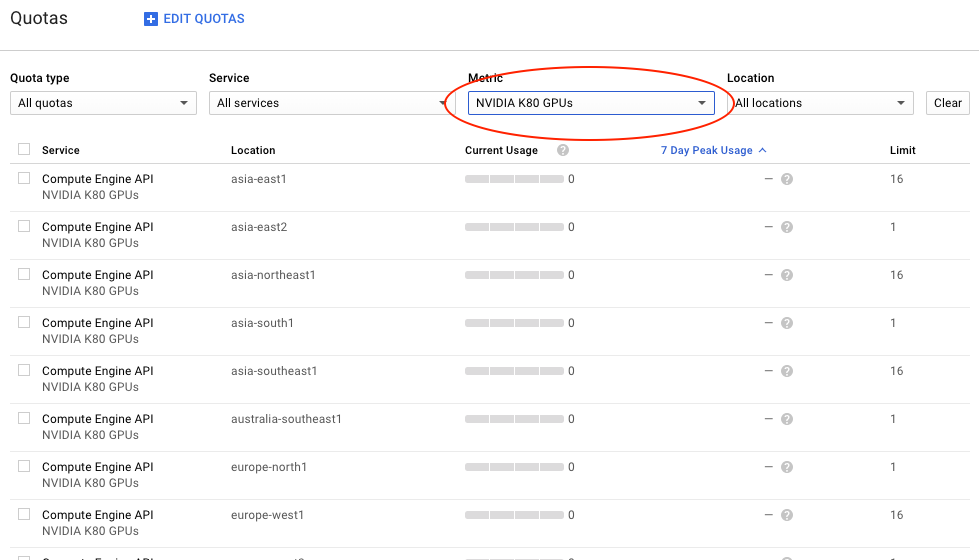 Quotas
EDIT QUOTAS
Quota type Service Metric Location
All quotas All services NVIDIA K80 GPUs All locations Clear
Service Location Current Usage ? 7 Day Peak Usage Limit
Compute Engine API asia-east1 0 – ? 16
NVIDIA K80 GPUs
Compute Engine API asia-east2 0 – ? 1
NVIDIA K80 GPUs
Compute Engine API asia-northeast1 0 – ? 16
NVIDIA K80 GPUs
Compute Engine API asia-south1 0 – ? 1
NVIDIA K80 GPUs
Compute Engine API asia-southeast1 0 – ? 16
NVIDIA K80 GPUs
Compute Engine API australia-southeast1 0 – ? 1
NVIDIA K80 GPUs
Compute Engine API europe-north1 0 – ? 1
NVIDIA K80 GPUs
Compute Engine API europe-west1 0 – ? 16
NVIDIA K80 GPUs